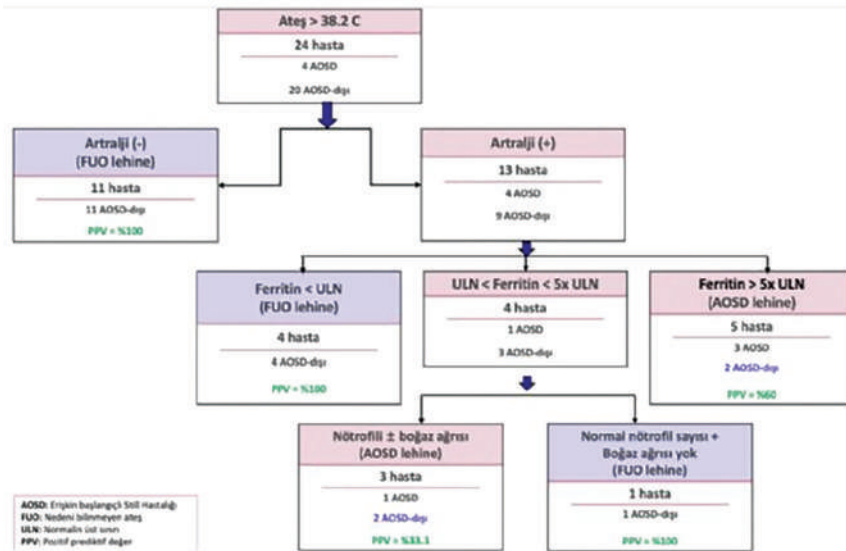 Ateş > 38.2 C
24 hasta
4 AOSD
20 AOSD-dışı
Artralji (-)
(FUO lehine)
11 hasta
11 AOSD-dışı
PPV = %100
Artralji (+)
13 hasta
4 AOSD
9 AOSD-dışı
Ferritin < ULN
(FUO lehine)
4 hasta
4 AOSD-dışı
PPV = %100
ULN < Ferritin < 5x ULN
4 hasta
1 AOSD
3 AOSD-dışı
Ferritin > 5x ULN
(AOSD lehine)
5 hasta
3 AOSD
2 AOSD-dışı
PPV = %60
Nötrofili ± boğaz ağrısı
(AOSD lehine)
3 hasta
1 AOSD
2 AOSD-dışı
PPV = %33.3
Normal nötrofil sayısı +
Boğaz ağrısı yok
(FUO lehine)
1 hasta
1 AOSD-dışı
PPV = %100
AOSD: Erişkin başlangıçlı Still Hastalığı
FUO: Nedeni bilinmeyen ateş
ULN: Normalin üst sınırı
PPV: Pozitif prediktif değer